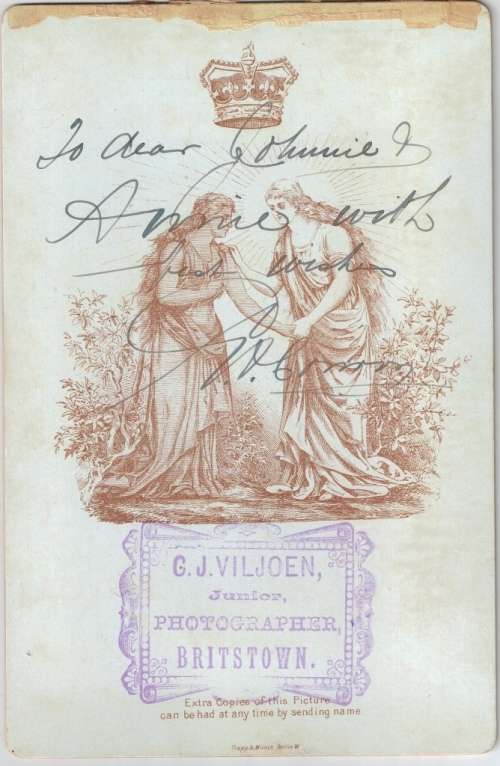 To dear Johnnie &
Annie with
best wishes
G. J. VILJOEN,
Junior,
PHOTOGRAPHER,
BRITSTOWN.
Extra Copies of this Picture
can be had at any time by sending name